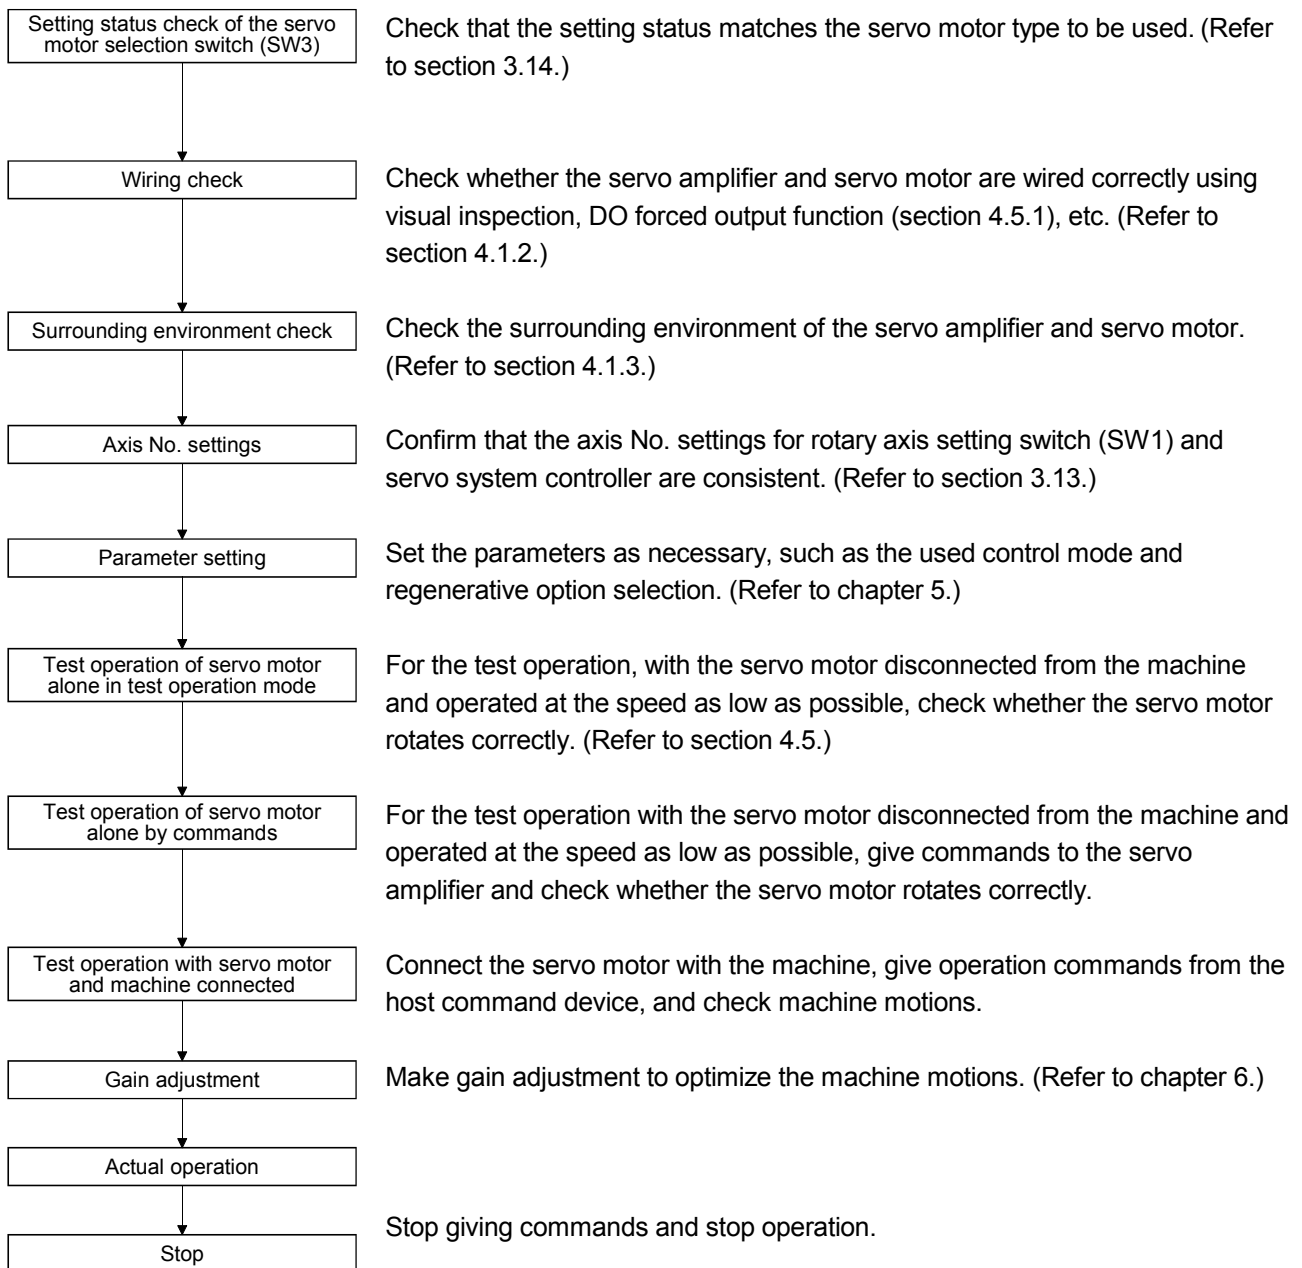 Setting status check of the servo
motor selection switch (SW3)
Check that the setting status matches the servo motor type to be used. (Refer
to section 3.14.)
Wiring check
Check whether the servo amplifier and servo motor are wired correctly using
visual inspection, DO forced output function (section 4.5.1), etc. (Refer to
section 4.1.2.)
Surrounding environment check
Check the surrounding environment of the servo amplifier and servo motor.
(Refer to section 4.1.3.)
Axis No. settings
Confirm that the axis No. settings for rotary axis setting switch (SW1) and
servo system controller are consistent. (Refer to section 3.13.)
Parameter setting
Set the parameters as necessary, such as the used control mode and
regenerative option selection. (Refer to chapter 5.)
Test operation of servo motor
alone in test operation mode
For the test operation, with the servo motor disconnected from the machine
and operated at the speed as low as possible, check whether the servo motor
rotates correctly. (Refer to section 4.5.)
Test operation of servo motor
alone by commands
For the test operation with the servo motor disconnected from the machine and
operated at the speed as low as possible, give commands to the servo
amplifier and check whether the servo motor rotates correctly.
Test operation with servo motor
and machine connected
Connect the servo motor with the machine, give operation commands from the
host command device, and check machine motions.
Gain adjustment
Make gain adjustment to optimize the machine motions. (Refer to chapter 6.)
Actual operation
Stop
Stop giving commands and stop operation.